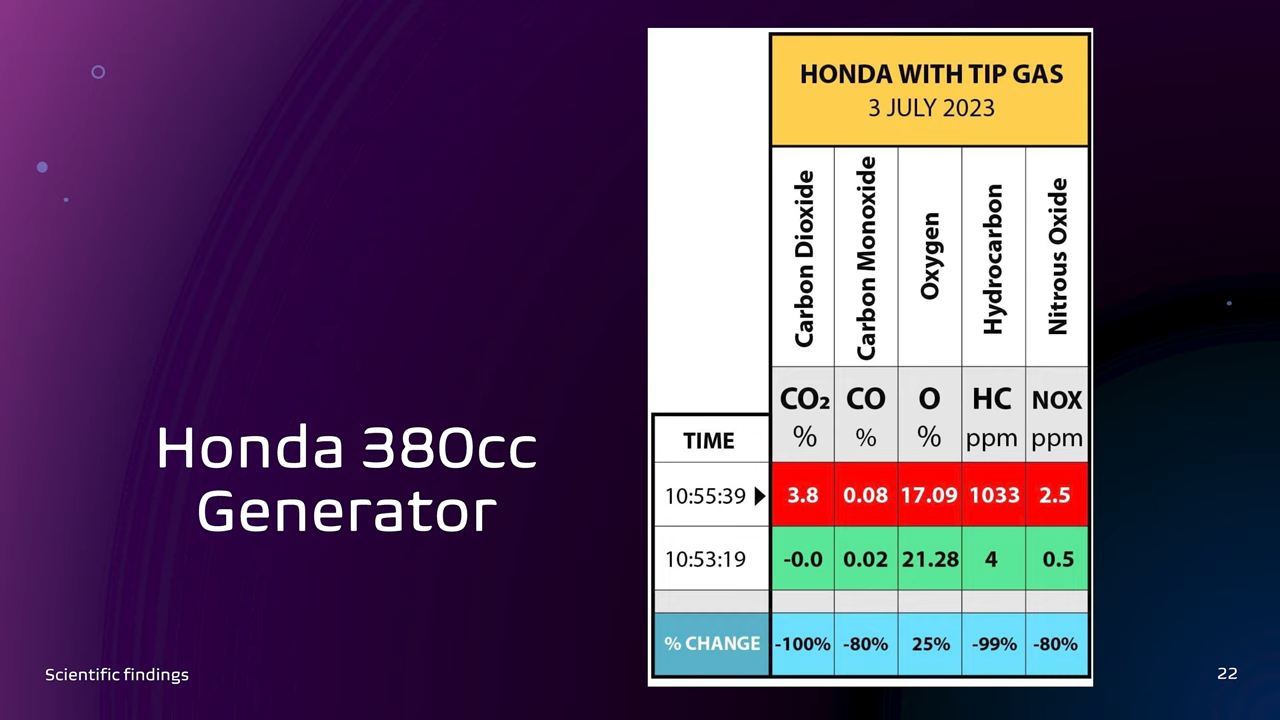 Honda 380cc
Generator
HONDA WITH TIP GAS
3 JULY 2023
Carbon Dioxide
Carbon Monoxide
Oxygen
Hydrocarbon
Nitrous Oxide
CO₂ CO O HC NOX
TIME % % % ppm ppm
10:55:39 3.8 0.08 17.09 1033 2.5
10:53:19 -0.0 0.02 21.28 4 0.5
% CHANGE -100% -80% 25% -99% -80%
Scientific findings
22